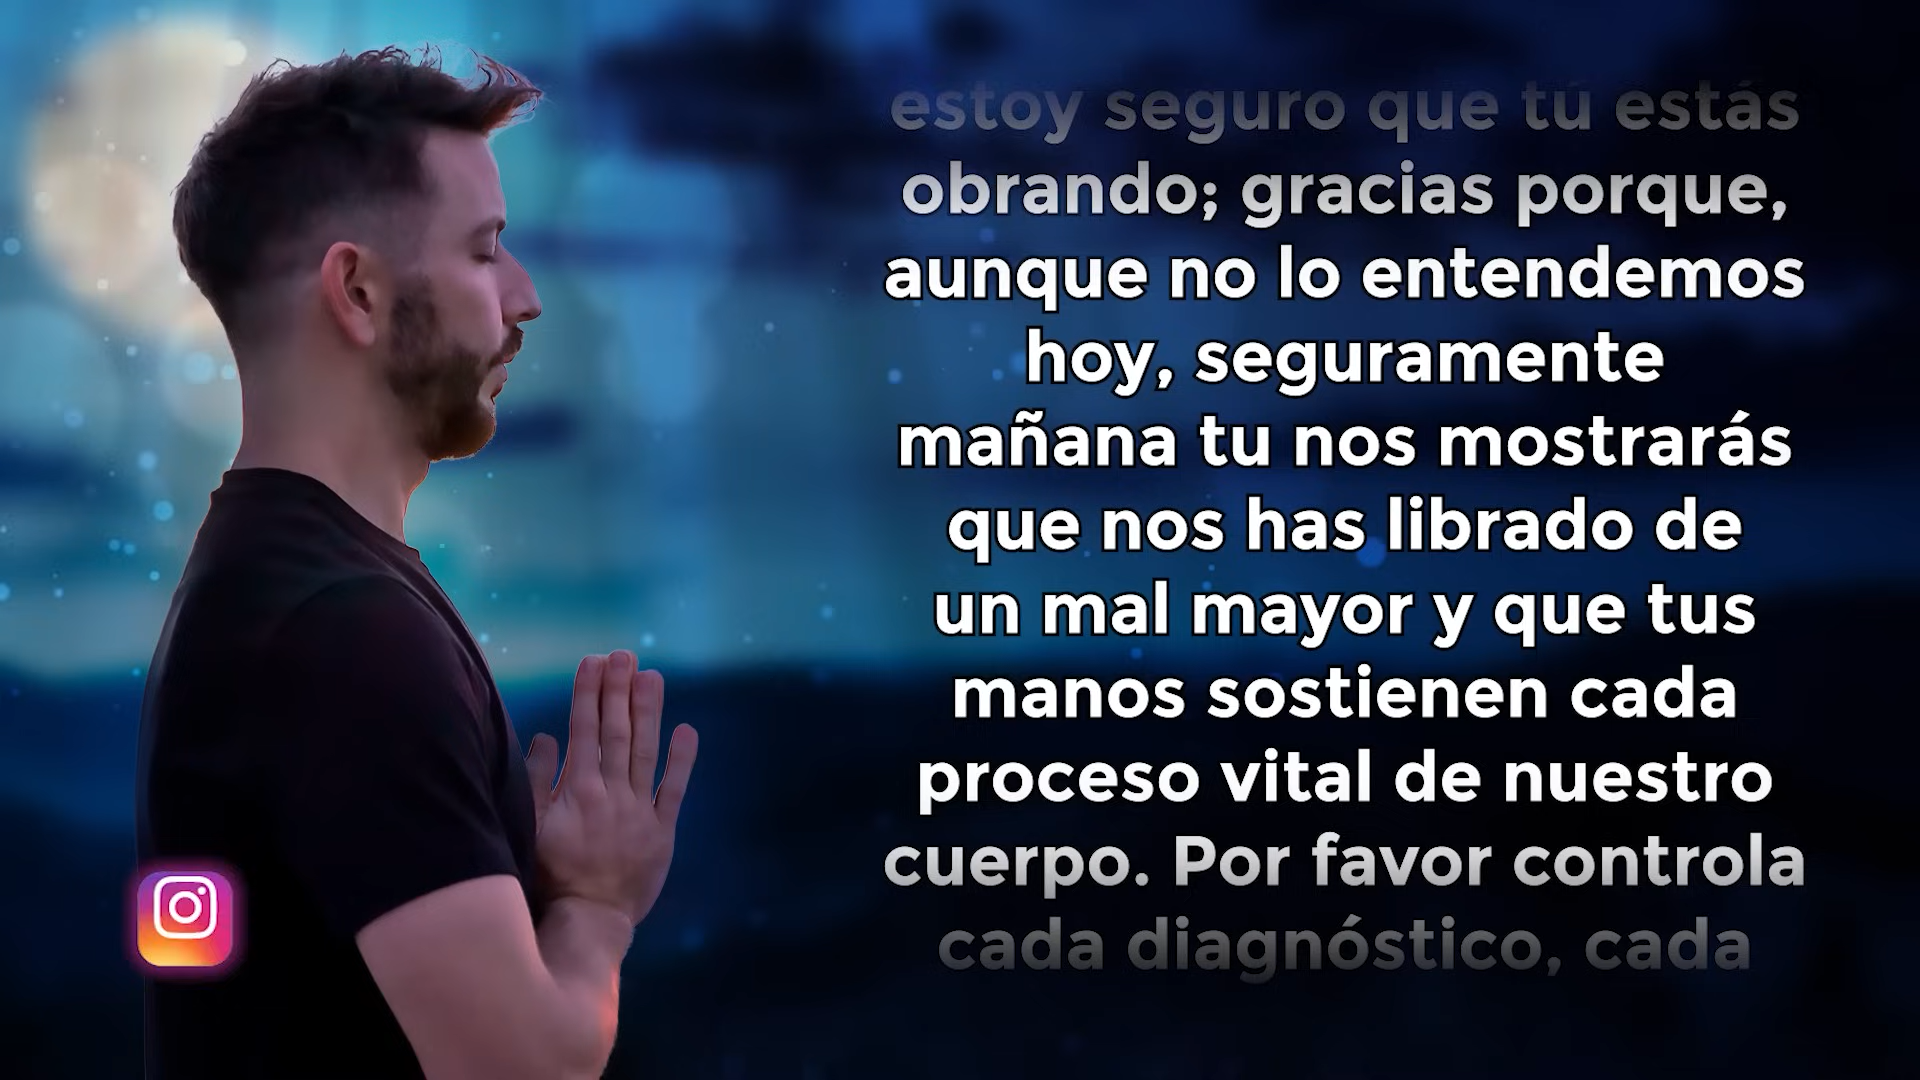 estoy seguro que tú estás
obrando; gracias porque,
aunque no lo entendemos
hoy, seguramente
mañana tu nos mostrarás
que nos has librado de
un mal mayor y que tus
manos sostienen cada
proceso vital de nuestro
cuerpo. Por favor controla
cada diagnóstico, cada